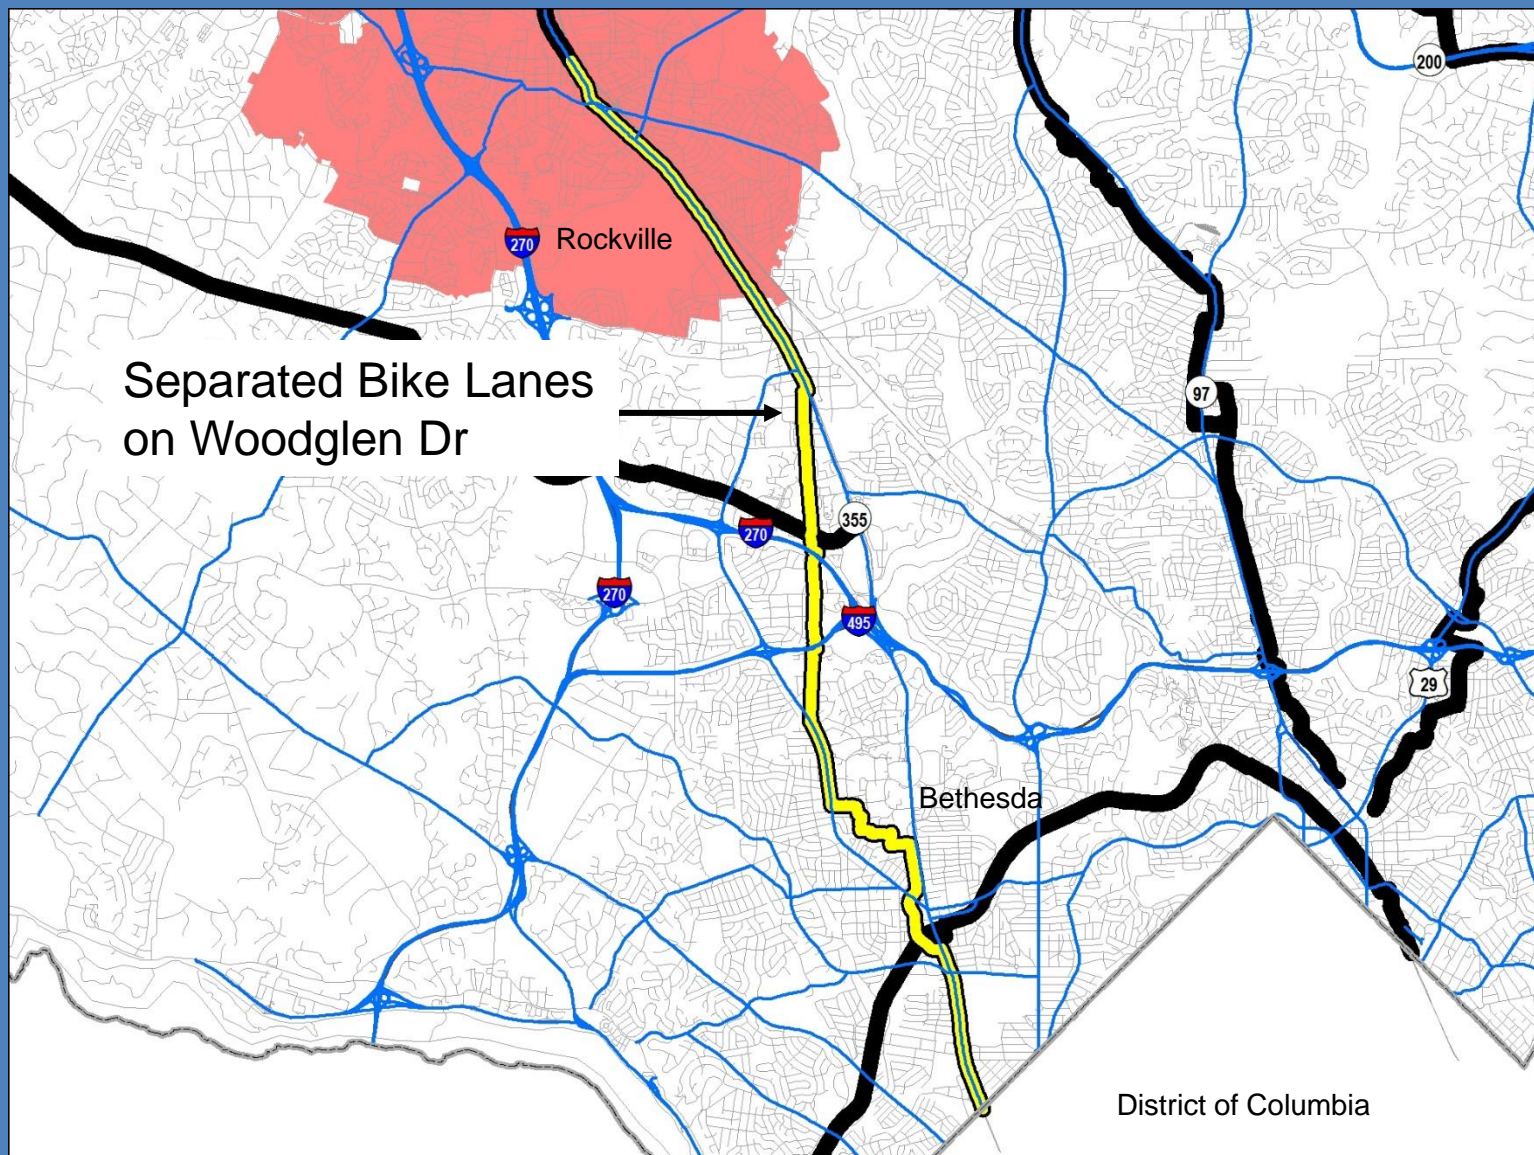 200
270
Rockville
Separated Bike Lanes
on Woodglen Dr
97
355
270
270
495
29
Bethesda
District of Columbia